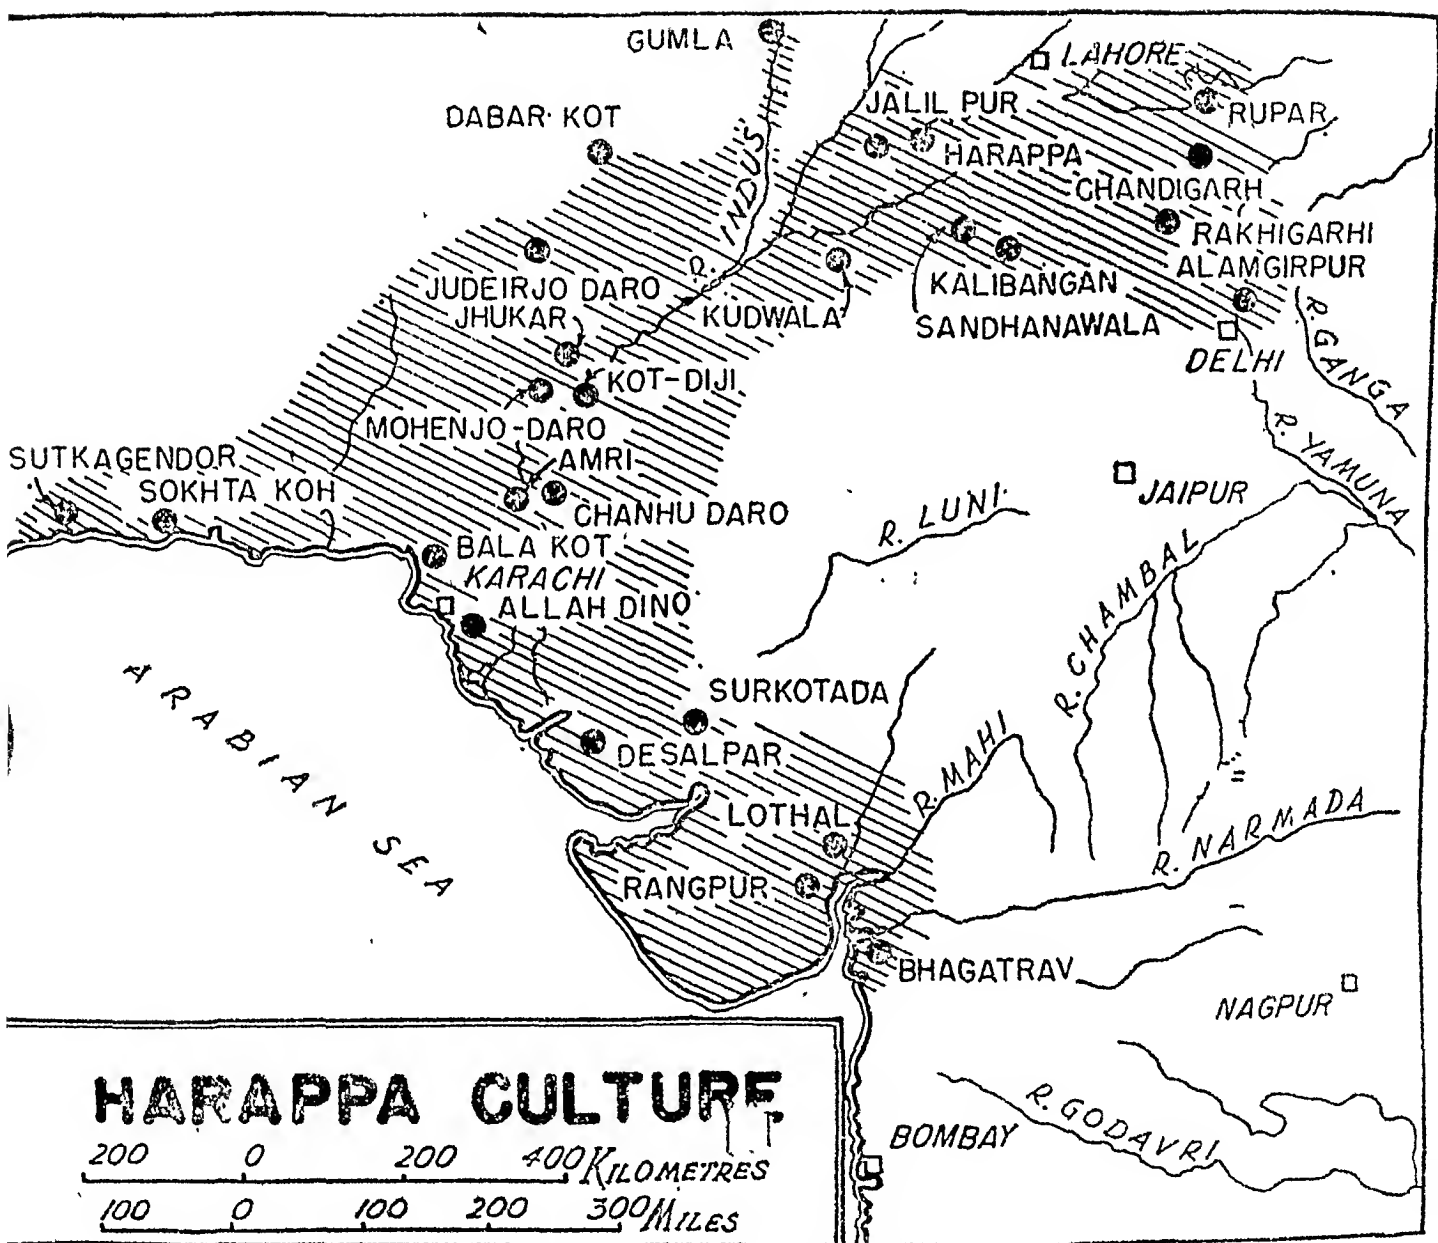 GUMLA
LAHORE
DABAR KOT
JALIL PUR
RUPAR
HARAPPA
CHANDIGARH
R. INDUS
RAKHIGARHI
ALAMGIRPUR
JUDEIRJO DARO
KALIBANGAN
JHUKAR
KUDWALA
SANDHANAWALA
R. GANGA
DELHI
KOT-DIJI
MOHENJO-DARO
R. YAMUNA
SUTKAGENDOR
AMRI
SOKHTA KOH
JAIPUR
CHANHU DARO
R. LUNI
BALA KOT
KARACHI
R. CHAMBAL
ALLAH DINO
ARABIAN SEA
SURKOTADA
DESALPAR
R. MAHI
LOTHAL
R. NARMADA
RANGPUR
BHAGATRAV
NAGPUR
HARAPPA CULTURE
R. GODAVRI
BOMBAY
200 0 200 400 KILOMETRES
100 0 100 200 300 MILES